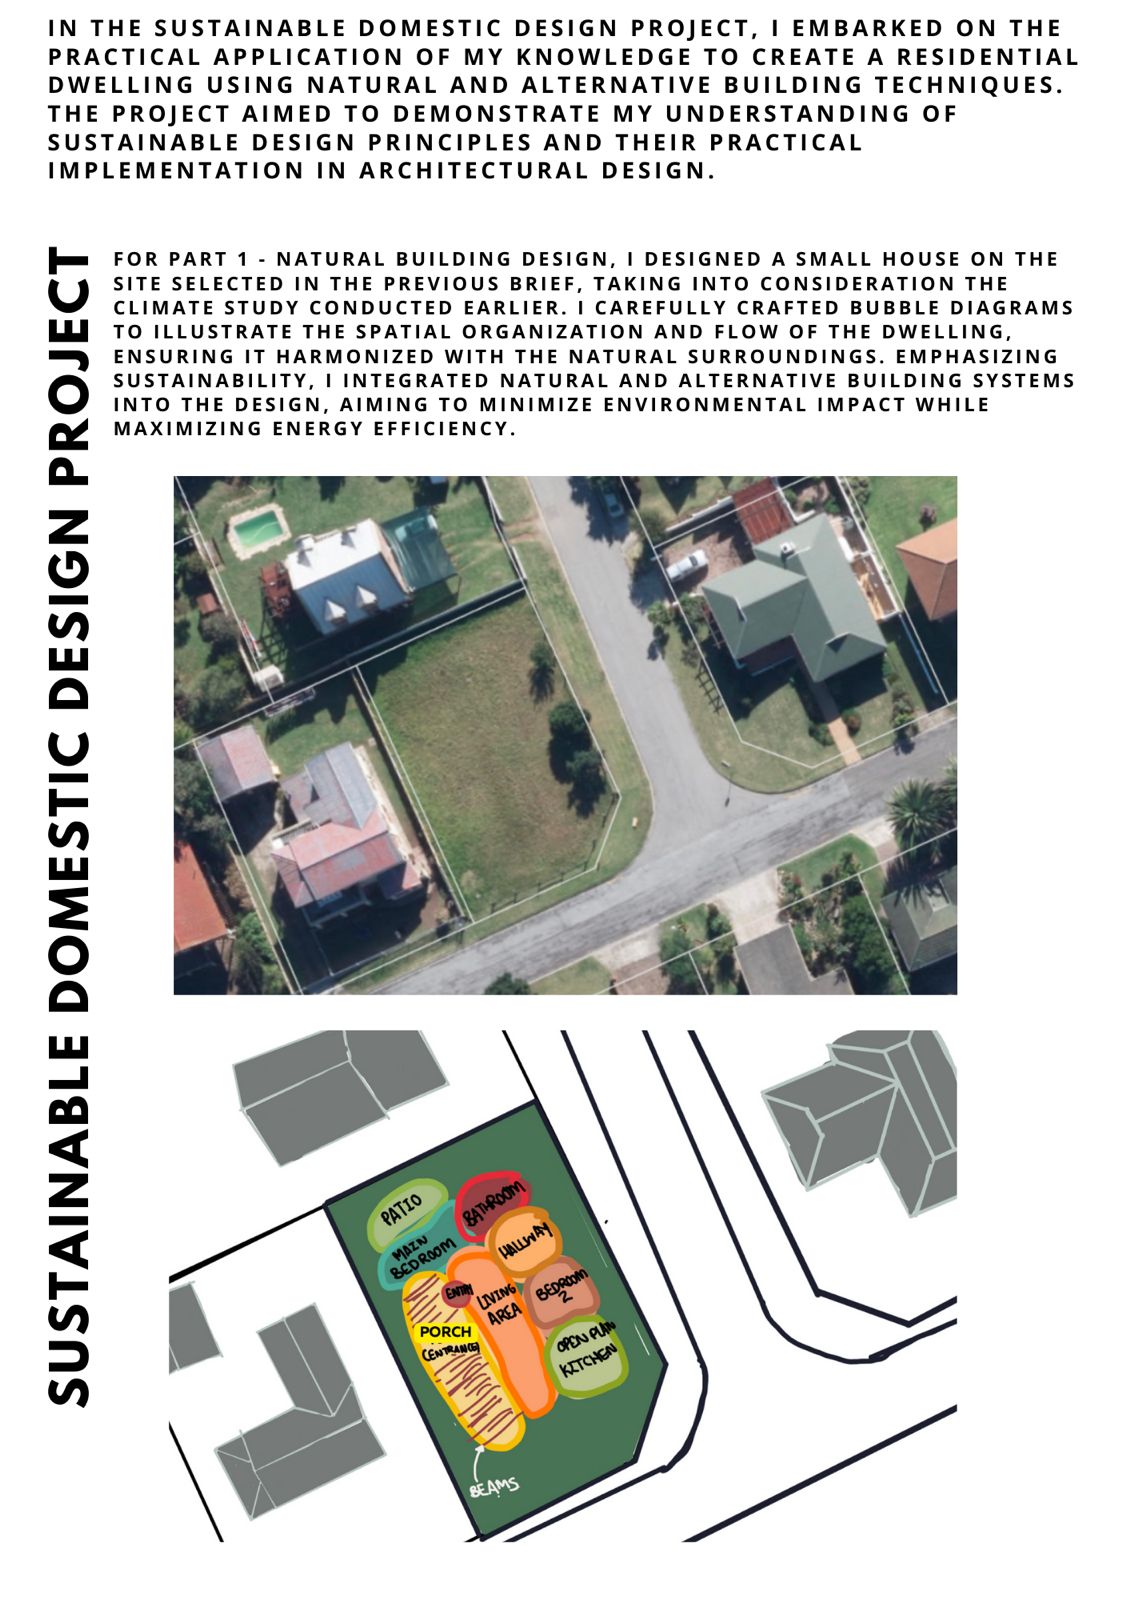 IN THE SUSTAINABLE DOMESTIC DESIGN PROJECT, I EMBARKED ON THE
PRACTICAL APPLICATION OF MY KNOWLEDGE TO CREATE A RESIDENTIAL
DWELLING USING NATURAL AND ALTERNATIVE BUILDING TECHNIQUES.
THE PROJECT AIMED TO DEMONSTRATE MY UNDERSTANDING OF
SUSTAINABLE DESIGN PRINCIPLES AND THEIR PRACTICAL
IMPLEMENTATION IN ARCHITECTURAL DESIGN.
SUSTAINABLE DOMESTIC DESIGN PROJECT
FOR PART 1 - NATURAL BUILDING DESIGN, I DESIGNED A SMALL HOUSE ON THE
SITE SELECTED IN THE PREVIOUS BRIEF, TAKING INTO CONSIDERATION THE
CLIMATE STUDY CONDUCTED EARLIER. I CAREFULLY CRAFTED BUBBLE DIAGRAMS
TO ILLUSTRATE THE SPATIAL ORGANIZATION AND FLOW OF THE DWELLING,
ENSURING IT HARMONIZED WITH THE NATURAL SURROUNDINGS. EMPHASIZING
SUSTAINABILITY, I INTEGRATED NATURAL AND ALTERNATIVE BUILDING SYSTEMS
INTO THE DESIGN, AIMING TO MINIMIZE ENVIRONMENTAL IMPACT WHILE
MAXIMIZING ENERGY EFFICIENCY.
PATIO
BATHROOM
MAIN
BEDROOM
HALLWAY
ENTRY
LIVING
AREA
BEDROOM
2
PORCH
(ENTRANCE)
OPEN PLAN
KITCHEN
BEAMS